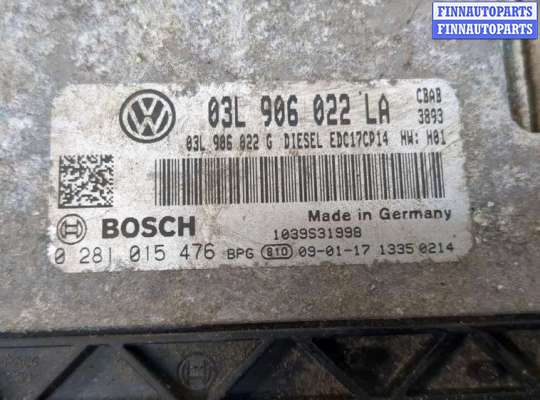 FINNAUTOPARTS
FINNAUTOPARTS
03L 906 022 LA
CBAB
3893
03L 906 022 G DIESEL EDC17CP14 HW: H01
BOSCH
Made in Germany
1039S31998
0 281 015 476 BPG 810 09-01-17 1335 0214